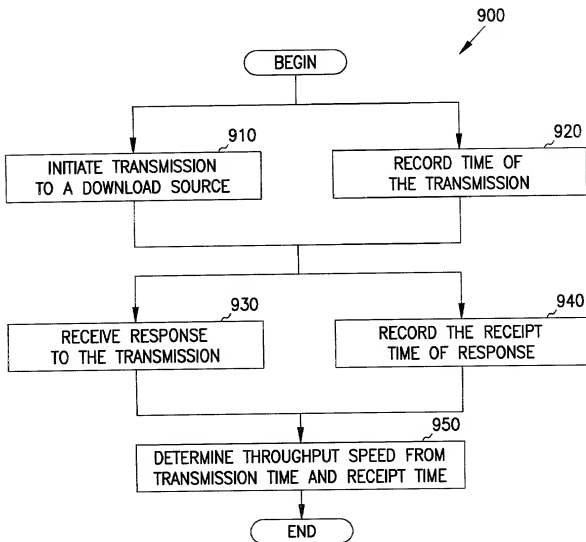 900
BEGIN
910
INITIATE TRANSMISSION
TO A DOWNLOAD SOURCE
920
RECORD TIME OF
THE TRANSMISSION
930
RECEIVE RESPONSE
TO THE TRANSMISSION
940
RECORD THE RECEIPT
TIME OF RESPONSE
950
DETERMINE THROUGHPUT SPEED FROM
TRANSMISSION TIME AND RECEIPT TIME
END